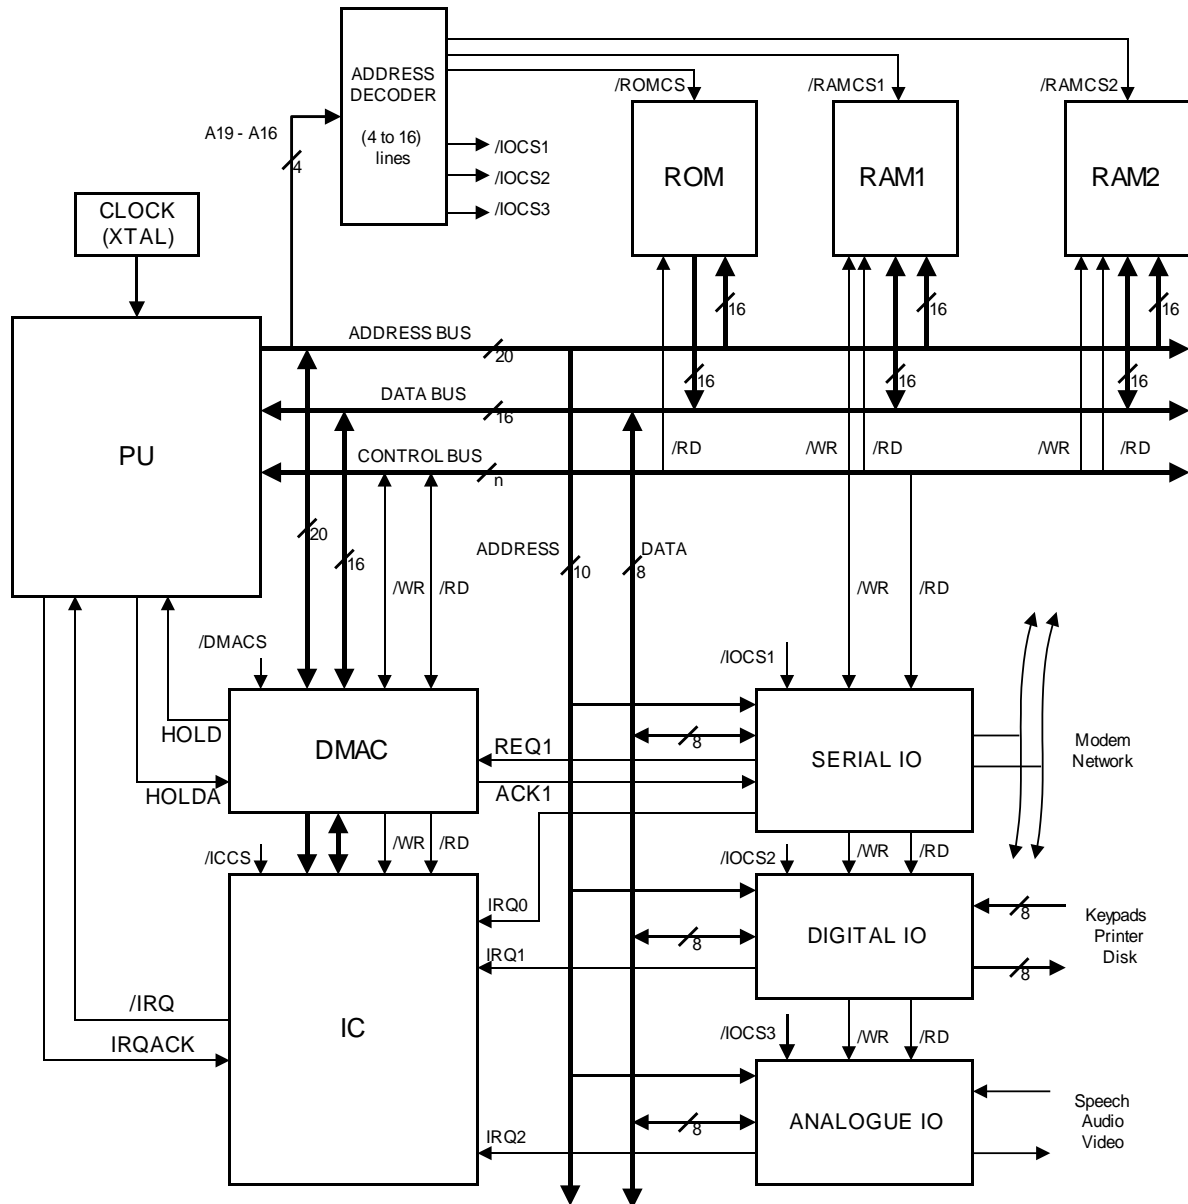 ADDRESS
DECODER
(4 to 16)
lines
/ROMCS
/RAMCS1
/RAMCS2
A19 - A16
4
/IOCS1
/IOCS2
/IOCS3
ROM
RAM1
RAM2
CLOCK
(XTAL)
16
16
16
ADDRESS BUS
20
16
16
16
DATA BUS
16
PU
CONTROL BUS
n
/RD
/WR
/RD
/WR
/RD
20
16
ADDRESS
10
DATA
8
/WR
/RD
/WR
/RD
/DMACS
/IOCS1
HOLD
DMAC
REQ1
8
SERIAL IO
Modem
Network
HOLDA
ACK1
/ICCS
/WR
/RD
/IOCS2
/WR
/RD
IRQ0
8
Keypads
Printer
Disk
DIGITAL IO
8
IRQ1
8
/IRQ
IC
IRQACK
/IOCS3
/WR
/RD
ANALOGUE IO
8
Speech
Audio
Video
IRQ2